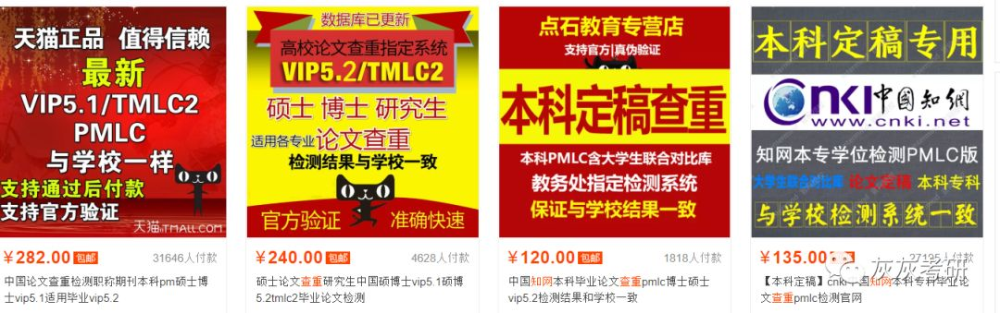 天猫正品 值得信赖
最新
VIP5.1/TMLC2
PMLC
与学校一样
支持通过后付款
支持官方验证
天猫 TMALL.COM
¥282.00 包邮 31646人付款
中国论文查重检测职称期刊本科pm硕士博
士vip5.1适用毕业vip5.2
数据库已更新
高校论文查重指定系统
VIP5.2/TMLC2
硕士 博士 研究生
适用各专业论文查重
检测结果与学校一致
官方验证 准确快速
¥240.00 包邮 4628人付款
硕士论文查重研究生中国硕博士vip5.1硕博
5.2tmlc2毕业论文检测
点石教育专营店
支持官方|真伪验证
本科定稿查重
本科PMLC含大学生联合对比库
教务处指定检测系统
保证与学校结果一致
¥120.00 包邮 1818人付款
中国知网本科毕业论文查重pmlc博士硕士
vip5.2检测结果和学校一致
本科定稿专用
Cnki 中国知网
www.cnki.net
知网本专学位检测PMLC版
大学生联合对比库 论文定稿 本科专科
与学校检测系统一致
¥135.00 包邮 27195人付款
【本科定稿】cnki中国知网本科专科毕业论
文查重pmlc检测官网
灰灰考研